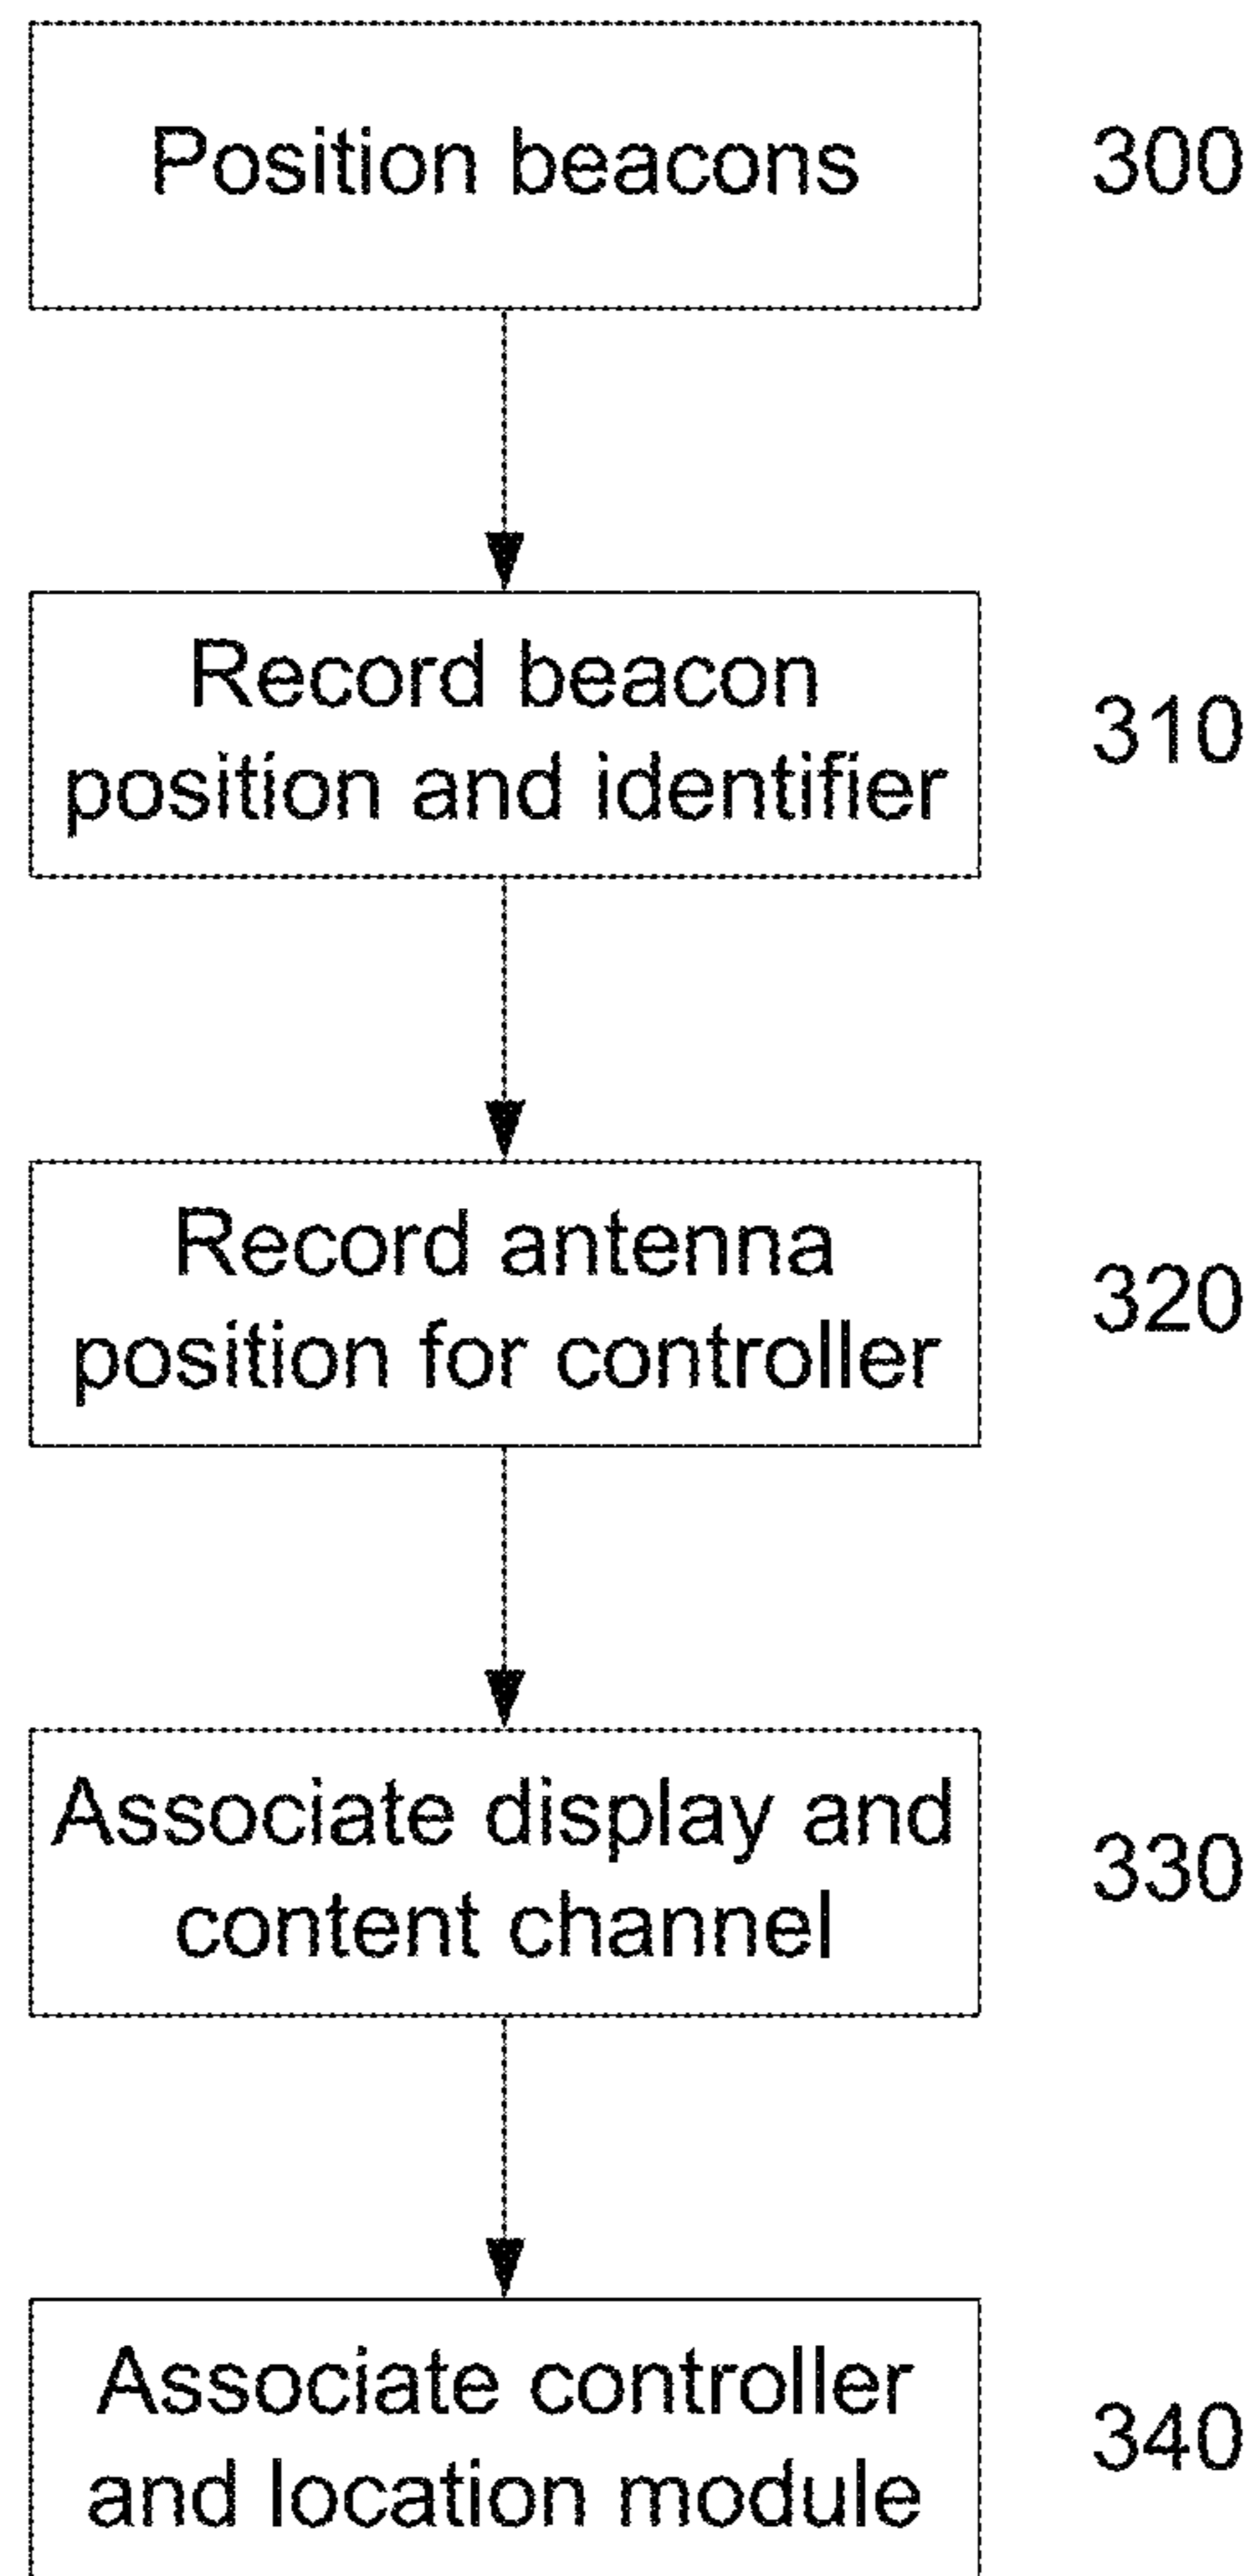 Position beacons
300
Record beacon
position and identifier
310
Record antenna
position for controller
320
Associate display and
content channel
330
Associate controller
and location module
340